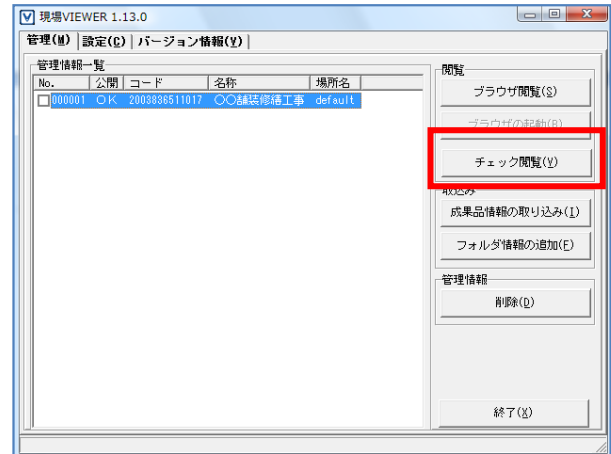 現場VIEWER 1.13.0
管理(M) 設定(C) バージョン情報(V)
管理情報一覧
No. 公開 コード 名称 場所名
000001 OK 2003836511017 〇〇舗装修繕工事 default
閲覧
ブラウザ閲覧(S)
ブラウザの起動(B)
チェック閲覧(Y)
取込み
成果品情報の取り込み(I)
フォルダ情報の追加(F)
管理情報
削除(D)
終了(X)